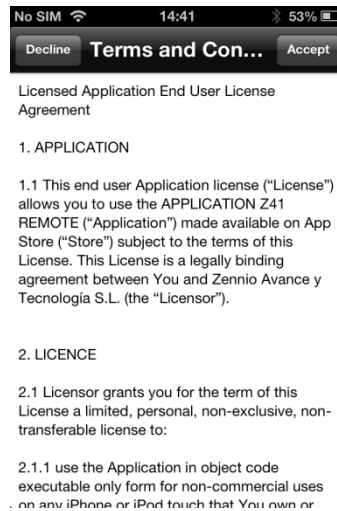 No SIM 14:41 53%
Decline Terms and Con... Accept
Licensed Application End User License
Agreement
1. APPLICATION
1.1 This end user Application license (“License”)
allows you to use the APPLICATION Z41
REMOTE (“Application”) made available on App
Store (“Store”) subject to the terms of this
License. This License is a legally binding
agreement between You and Zennio Avance y
Tecnología S.L. (the “Licensor”).
2. LICENCE
2.1 Licensor grants you for the term of this
License a limited, personal, non-exclusive, non-
transferable license to:
2.1.1 use the Application in object code
executable only form for non-commercial uses
on any iPhone or iPod touch that You own or